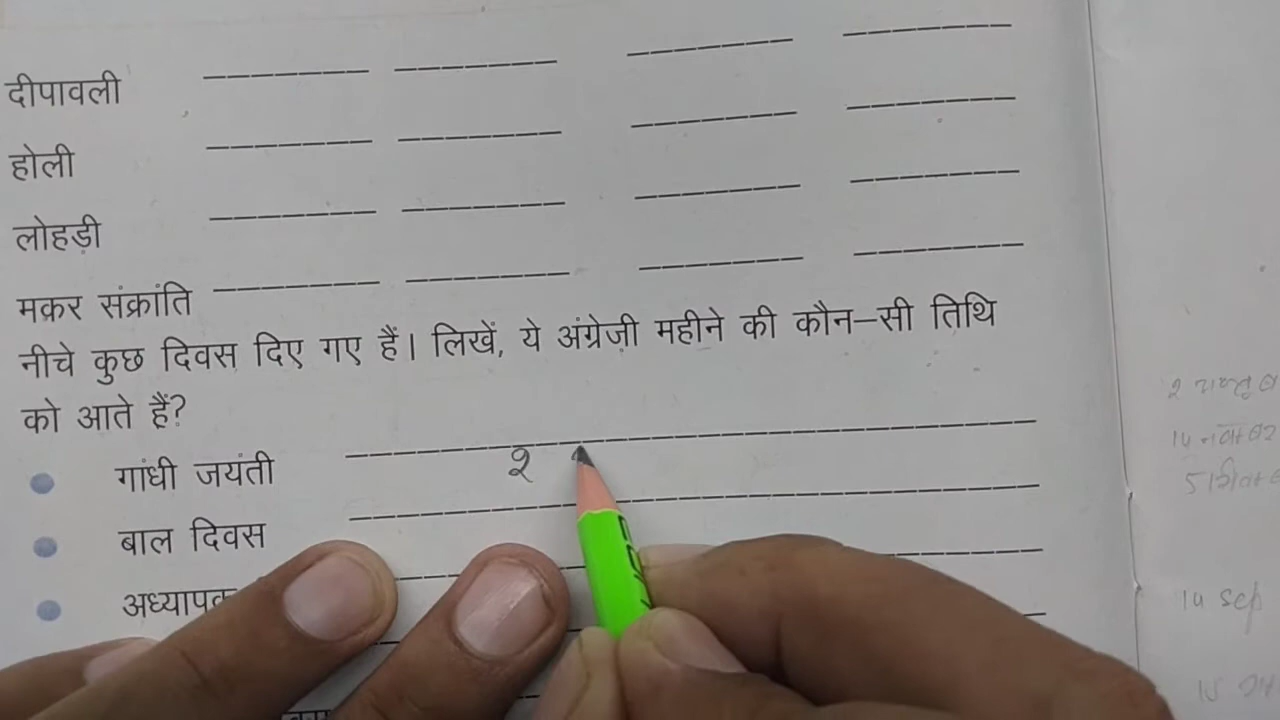 दीपावली
होली
लोहड़ी
मकर संक्रांति
नीचे कुछ दिवस दिए गए हैं। लिखें, ये अंग्रेज़ी महीने की कौन–सी तिथि
को आते हैं?
गांधी जयंती २
बाल दिवस
14 sep